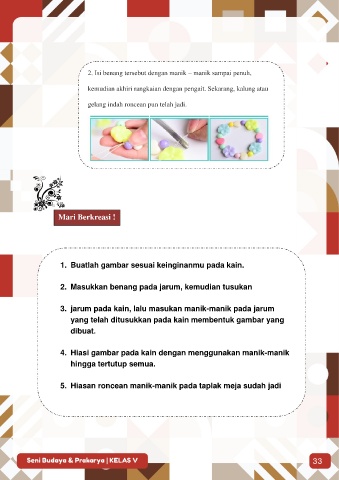 2. Isi benang tersebut dengan manik – manik sampai penuh,
kemudian akhiri rangkaian dengan pengait. Sekarang, kalung atau
gelang indah roncean pun telah jadi.
Mari Berkreasi !
1. Buatlah gambar sesuai keinginanmu pada kain.
2. Masukkan benang pada jarum, kemudian tusukan
3. jarum pada kain, lalu masukan manik-manik pada jarum
yang telah ditusukkan pada kain membentuk gambar yang
dibuat.
4. Hiasi gambar pada kain dengan menggunakan manik-manik
hingga tertutup semua.
5. Hiasan roncean manik-manik pada taplak meja sudah jadi
Seni Budaya & Prakarya | KELAS V
33